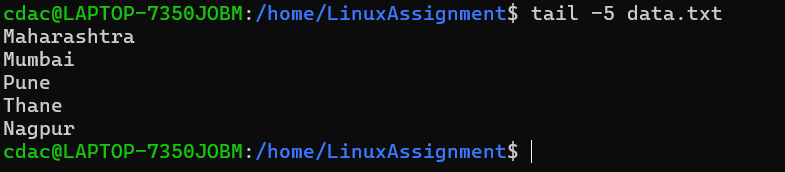 cdac@LAPTOP-7350JOBM:/home/LinuxAssignment$ tail -5 data.txt
Maharashtra
Mumbai
Pune
Thane
Nagpur
cdac@LAPTOP-7350JOBM:/home/LinuxAssignment$